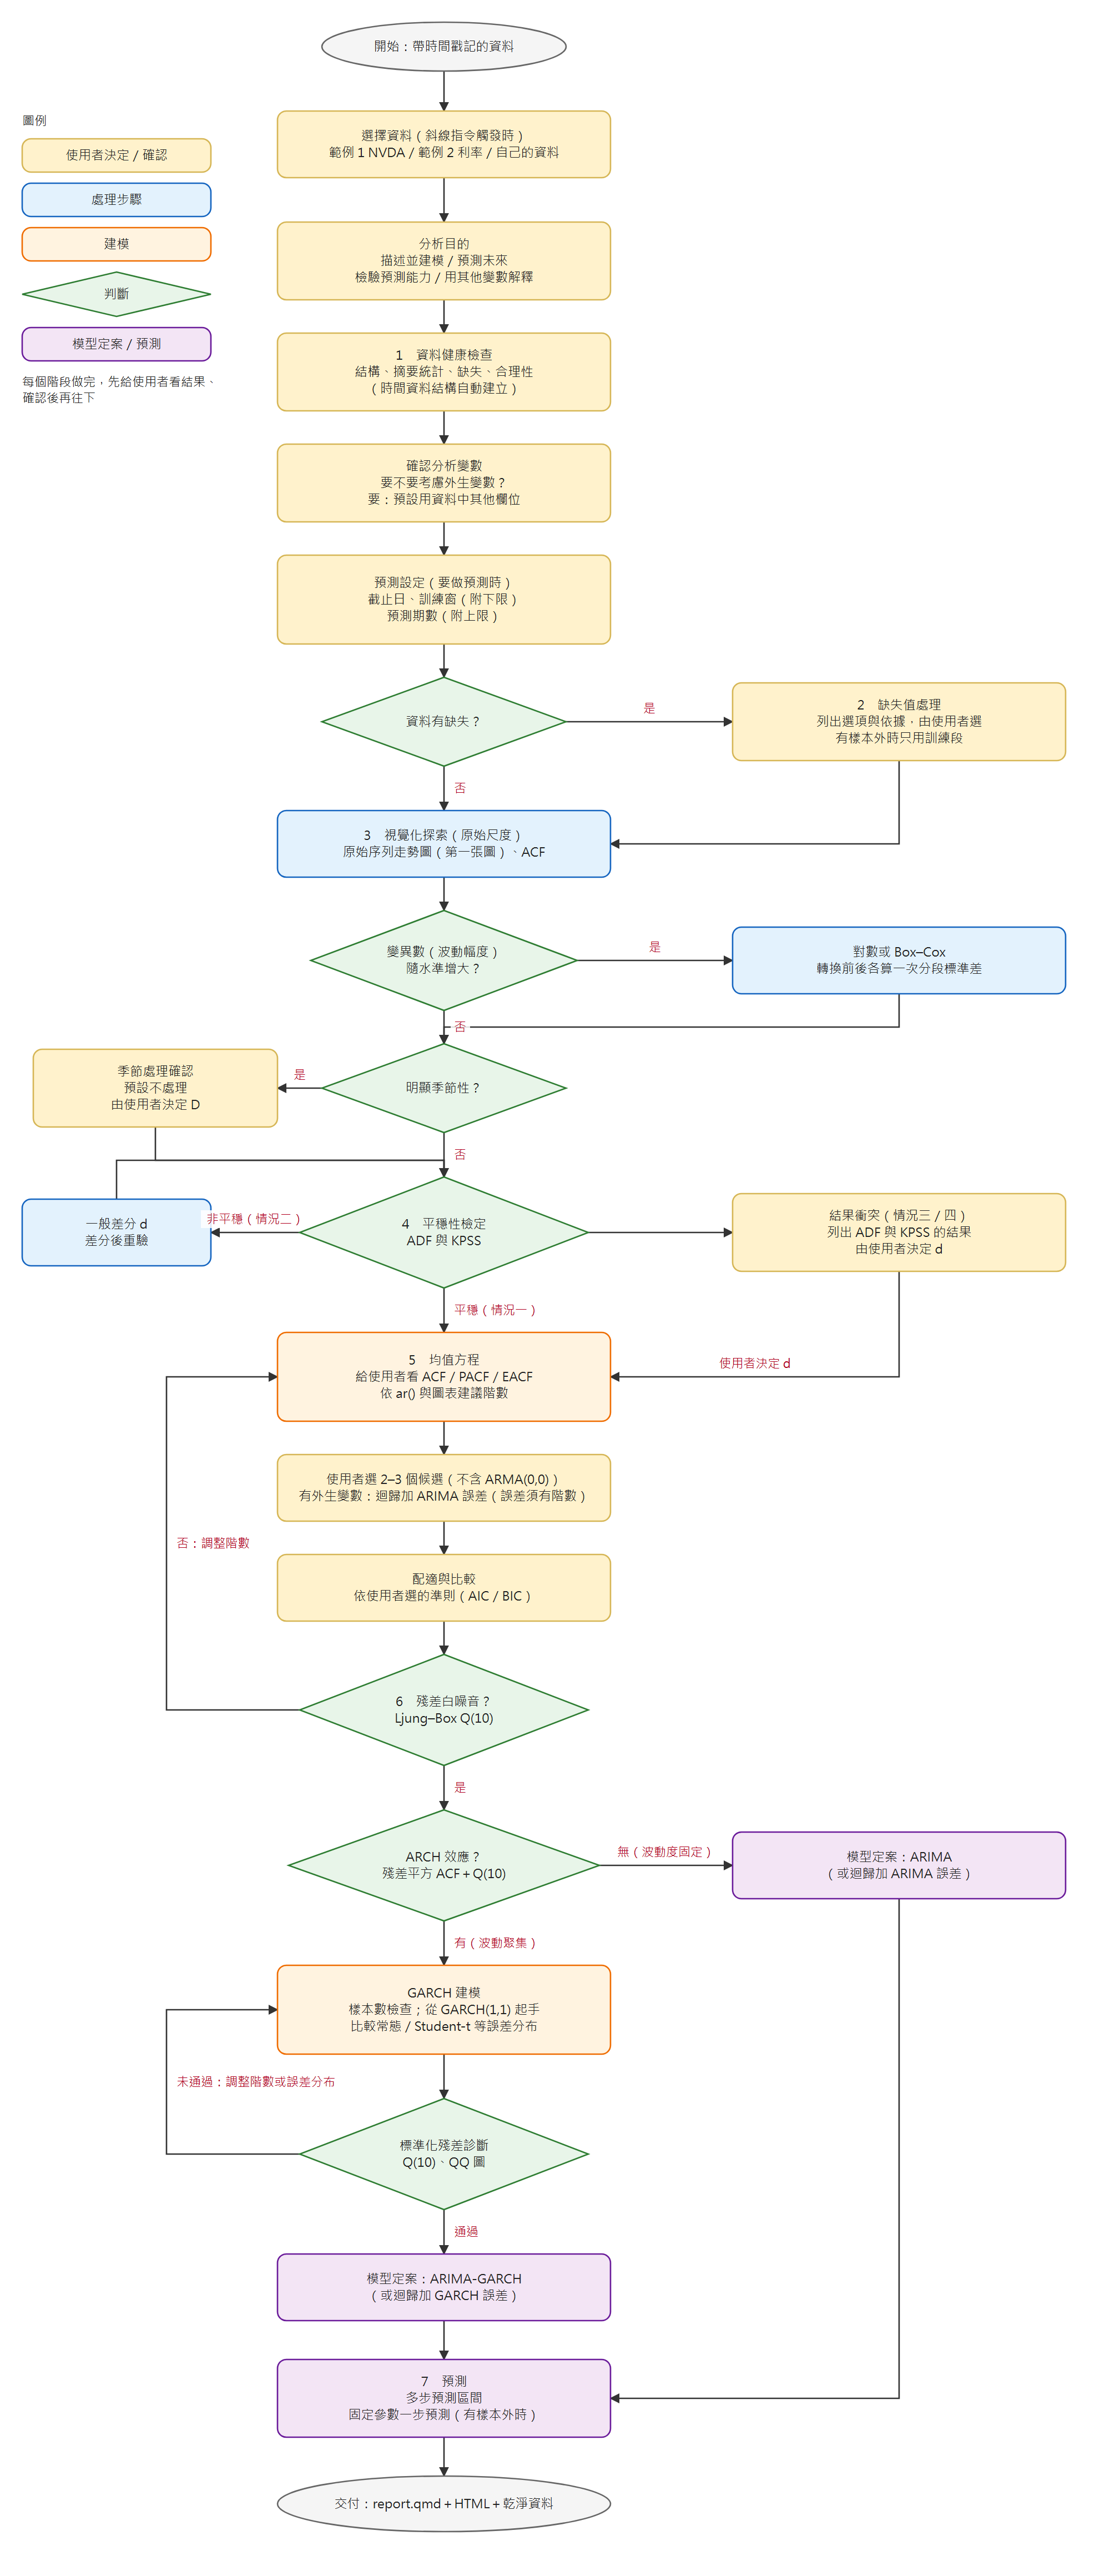 開始：帶時間戳記的資料
圖例
使用者決定 / 確認
處理步驟
建模
判斷
模型定案 / 預測
每個階段做完，先給使用者看結果、
確認後再往下
選擇資料（斜線指令觸發時）
範例 1 NVDA / 範例 2 利率 / 自己的資料
分析目的
描述並建模 / 預測未來
檢驗預測能力 / 用其他變數解釋
1　資料健康檢查
結構、摘要統計、缺失、合理性
（時間資料結構自動建立）
確認分析變數
要不要考慮外生變數？
要：預設用資料中其他欄位
預測設定（要做預測時）
截止日、訓練窗（附下限）
預測期數（附上限）
資料有缺失？
是
2　缺失值處理
列出選項與依據，由使用者選
有樣本外時只用訓練段
否
3　視覺化探索（原始尺度）
原始序列走勢圖（第一張圖）、ACF
變異數（波動幅度）
隨水準增大？
是
對數或 Box–Cox
轉換前後各算一次分段標準差
否
明顯季節性？
是
季節處理確認
預設不處理
由使用者決定 D
否
4　平穩性檢定
ADF 與 KPSS
非平穩（情況二）
一般差分 d
差分後重驗
結果衝突（情況三 / 四）
列出 ADF 與 KPSS 的結果
由使用者決定 d
平穩（情況一）
使用者決定 d
5　均值方程
給使用者看 ACF / PACF / EACF
依 ar() 與圖表建議階數
使用者選 2–3 個候選（不含 ARMA(0,0)）
有外生變數：迴歸加 ARIMA 誤差（誤差須有階數）
否：調整階數
配適與比較
依使用者選的準則（AIC / BIC）
6　殘差白噪音？
Ljung–Box Q(10)
是
ARCH 效應？
殘差平方 ACF＋Q(10)
無（波動度固定）
模型定案：ARIMA
（或迴歸加 ARIMA 誤差）
有（波動聚集）
GARCH 建模
樣本數檢查；從 GARCH(1,1) 起手
比較常態 / Student-t 等誤差分布
未通過：調整階數或誤差分布
標準化殘差診斷
Q(10)、QQ 圖
通過
模型定案：ARIMA-GARCH
（或迴歸加 GARCH 誤差）
7　預測
多步預測區間
固定參數一步預測（有樣本外時）
交付：report.qmd＋HTML＋乾淨資料